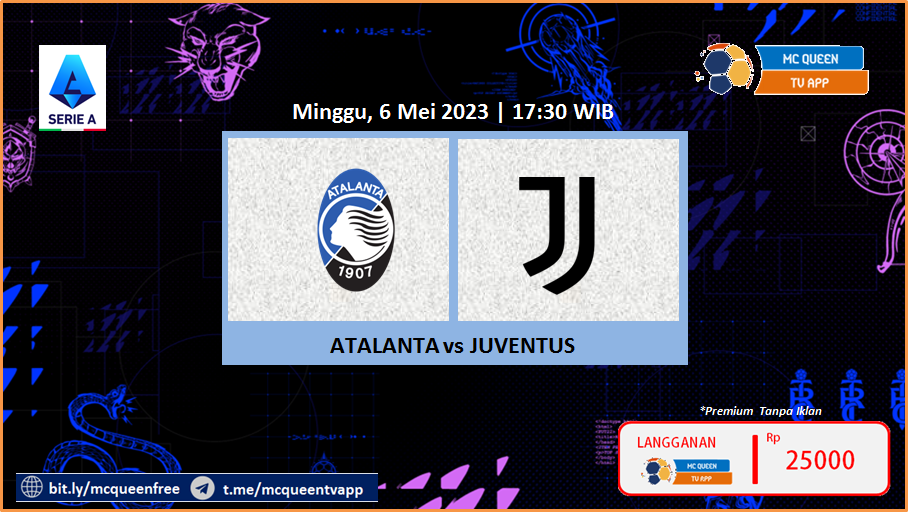 SERIE A
MC QUEEN
TV APP
Minggu, 6 Mei 2023 | 17:30 WIB
ATALANTA
1907
ATALANTA vs JUVENTUS
*Premium Tanpa Iklan
LANGGANAN
Rp
25000
MC QUEEN
TV APP
bit.ly/mcqueenfree
t.me/mcqueentvapp